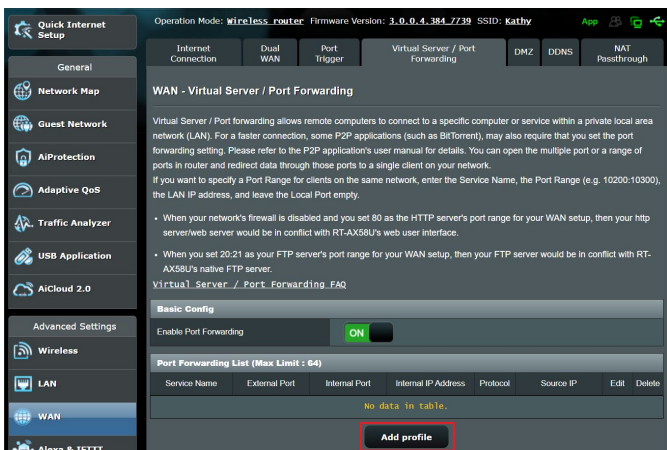 Quick Internet
Setup
General
Network Map
Guest Network
AiProtection
Adaptive QoS
Traffic Analyzer
USB Application
AiCloud 2.0
Advanced Settings
Wireless
LAN
WAN
Alexa & IFTTT
Operation Mode: Wireless router Firmware Version: 3.0.0.4.384_7739 SSID: Kathy App
Internet
Connection
Dual
WAN
Port
Trigger
Virtual Server / Port
Forwarding
DMZ
DDNS
NAT
Passthrough
WAN - Virtual Server / Port Forwarding
Virtual Server / Port forwarding allows remote computers to connect to a specific computer or service within a private local area
network (LAN). For a faster connection, some P2P applications (such as BitTorrent), may also require that you set the port
forwarding setting. Please refer to the P2P application's user manual for details. You can open the multiple port or a range of
ports in router and redirect data through those ports to a single client on your network.
If you want to specify a Port Range for clients on the same network, enter the Service Name, the Port Range (e.g. 10200:10300),
the LAN IP address, and leave the Local Port empty.
• When your network's firewall is disabled and you set 80 as the HTTP server's port range for your WAN setup, then your http
server/web server would be in conflict with RT-AX58U's web user interface.
• When you set 20:21 as your FTP server's port range for your WAN setup, then your FTP server would be in conflict with RT-
AX58U's native FTP server.
Virtual Server / Port Forwarding FAQ
Basic Config
Enable Port Forwarding ON
Port Forwarding List (Max Limit : 64)
Service Name External Port Internal Port Internal IP Address Protocol Source IP Edit Delete
No data in table.
Add profile